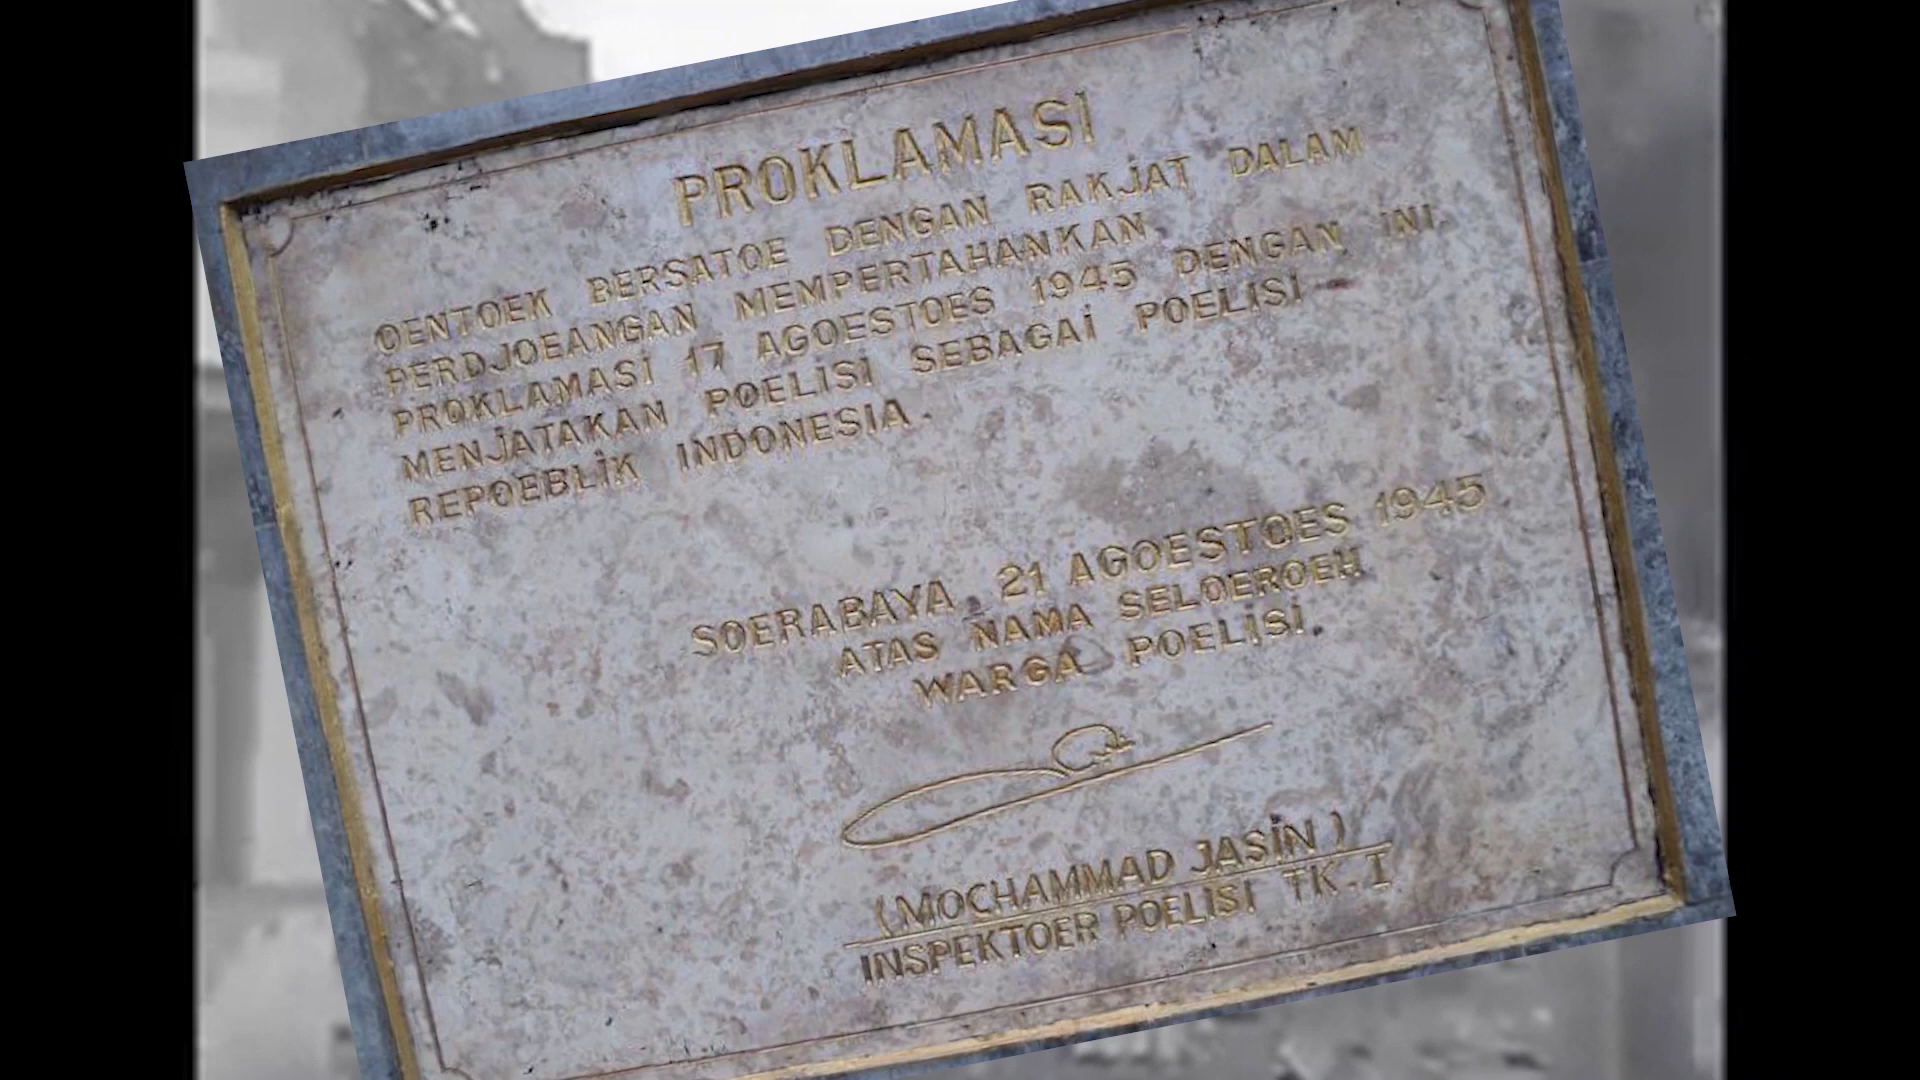 PROKLAMASI
OENTOEK BERSATOE DENGAN RAKJAT DALAM
PERDJOEANGAN MEMPERTAHANKAN
PROKLAMASI 17 AGOESTOES 1945 DENGAN INI
MENJATAKAN POELISI SEBAGAI POELISI
REPOEBLIK INDONESIA.
SOERABAYA 21 AGOESTOES 1945
ATAS NAMA SELOEROEH
WARGA POELISI.
(MOCHAMMAD JASIN)
INSPEKTOER POELISI TK.I